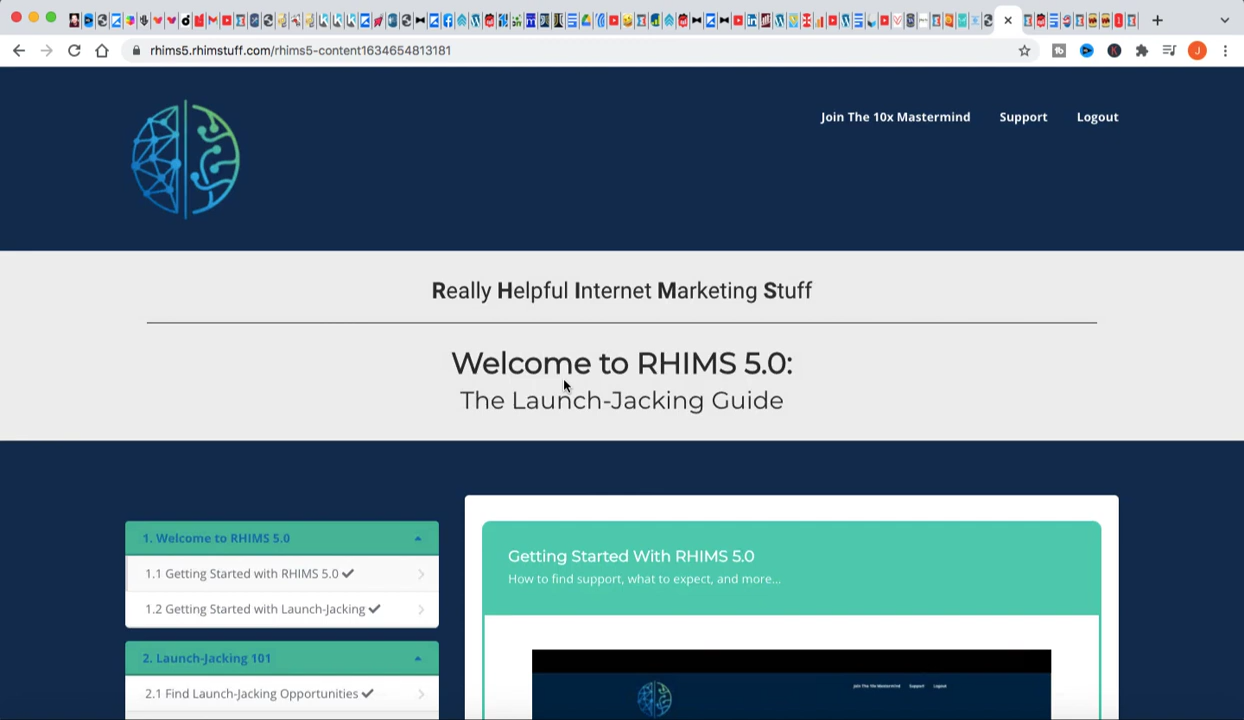 rhims5.rhimstuff.com/rhims5-content1634654813181
Join The 10x Mastermind Support Logout
Really Helpful Internet Marketing Stuff
Welcome to RHIMS 5.0:
The Launch-Jacking Guide
1. Welcome to RHIMS 5.0
1.1 Getting Started with RHIMS 5.0
1.2 Getting Started with Launch-Jacking
2. Launch-Jacking 101
2.1 Find Launch-Jacking Opportunities
Getting Started With RHIMS 5.0
How to find support, what to expect, and more...
Join The 10x Mastermind Support Logout